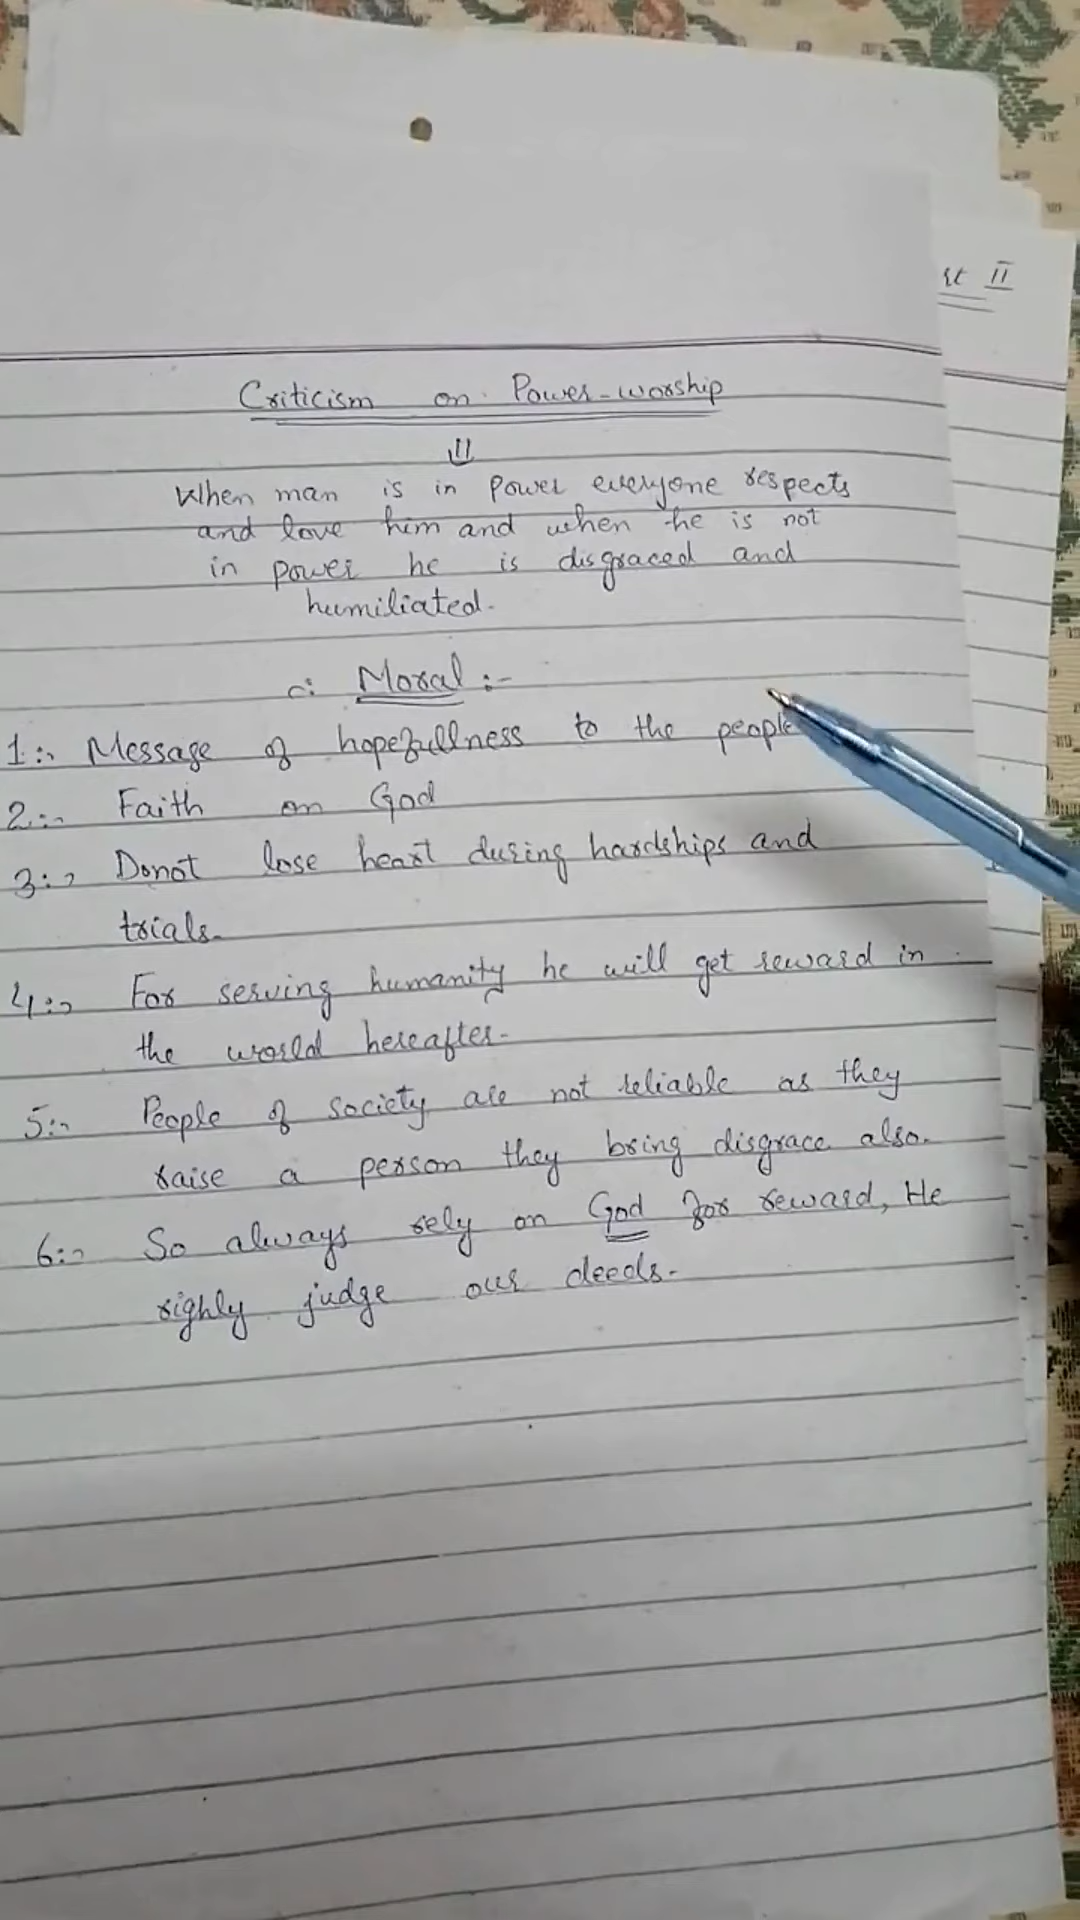 rt II
Criticism on Power-worship
⇓
When man is in power everyone respects
and love him and when he is not
in power he is disgraced and
humiliated.
c: Moral :-
1:- Message of hopefullness to the people
2:- Faith on God
3:- Donot lose heart during hardships and
trials.
4:- For serving humanity he will get reward in
the world hereafter.
5:- People of society are not reliable as they
raise a person they bring disgrace also.
6:- So always rely on God for reward, He
righly judge our deeds.